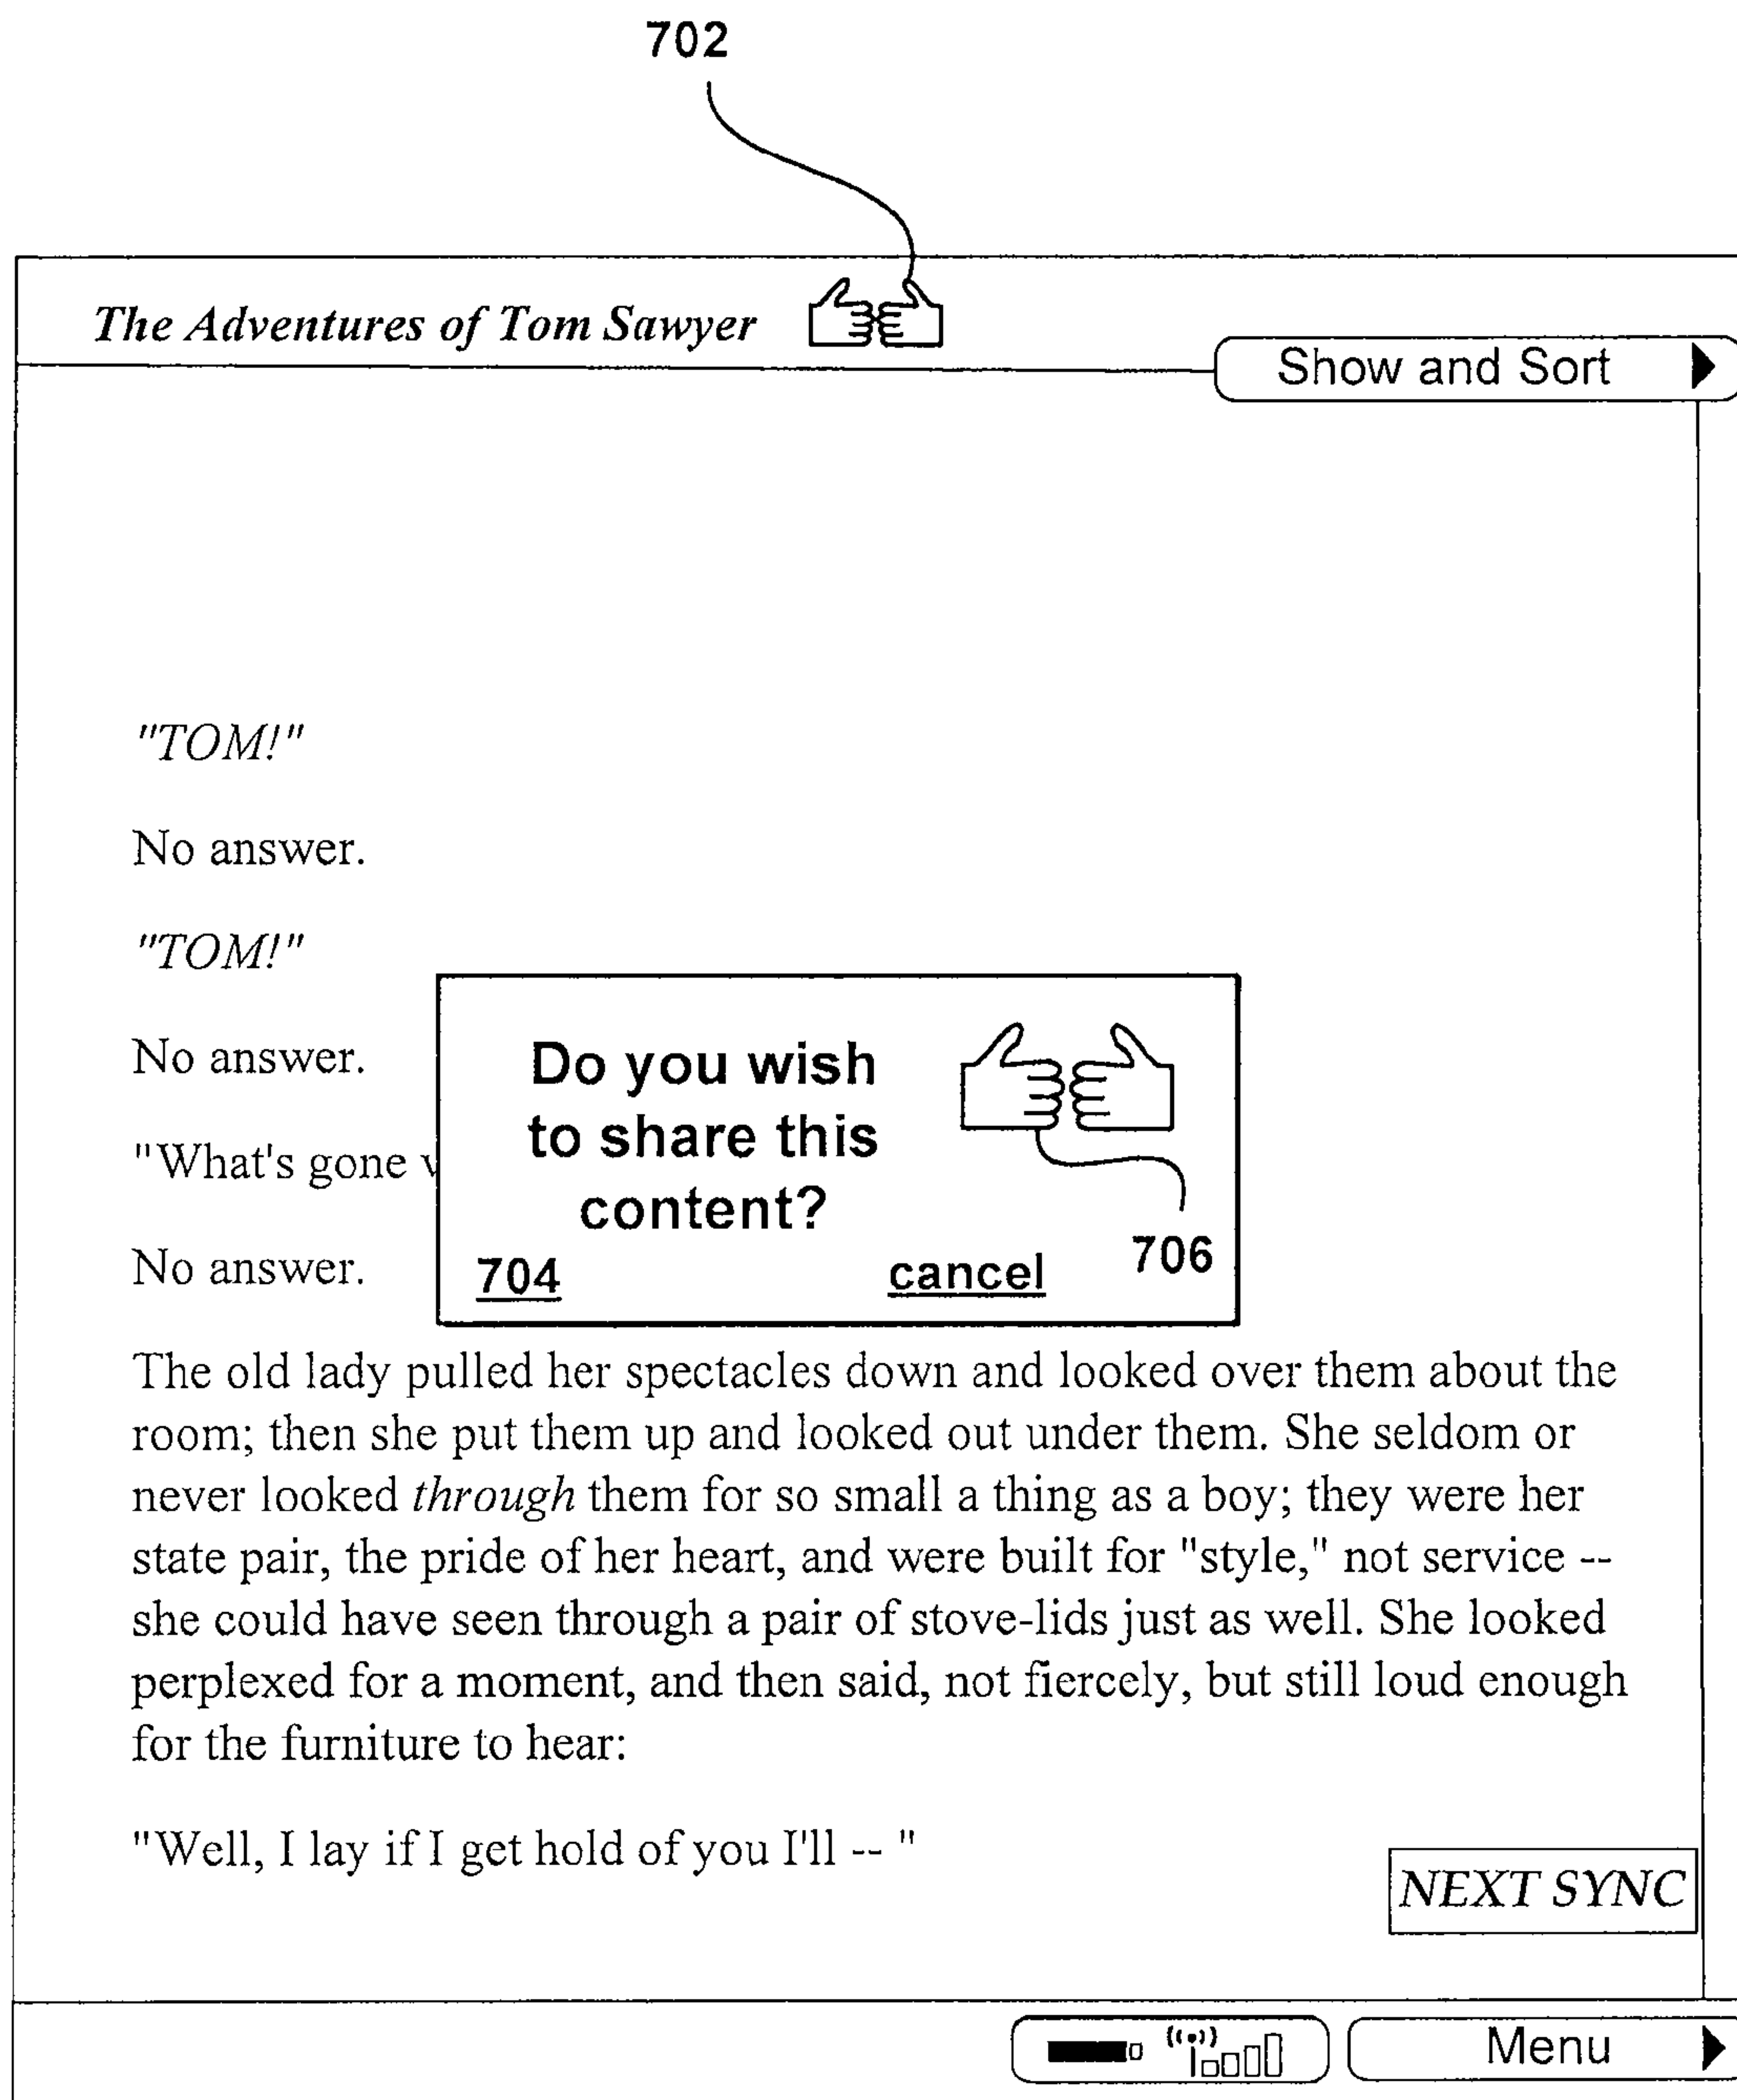 702
The Adventures of Tom Sawyer
Show and Sort
"TOM!"
No answer.
"TOM!"
No answer.
"What's gone
No answer.
Do you wish
to share this
content?
704
cancel
706
The old lady pulled her spectacles down and looked over them about the
room; then she put them up and looked out under them. She seldom or
never looked through them for so small a thing as a boy; they were her
state pair, the pride of her heart, and were built for "style," not service --
she could have seen through a pair of stove-lids just as well. She looked
perplexed for a moment, and then said, not fiercely, but still loud enough
for the furniture to hear:
"Well, I lay if I get hold of you I'll -- "
NEXT SYNC
Menu